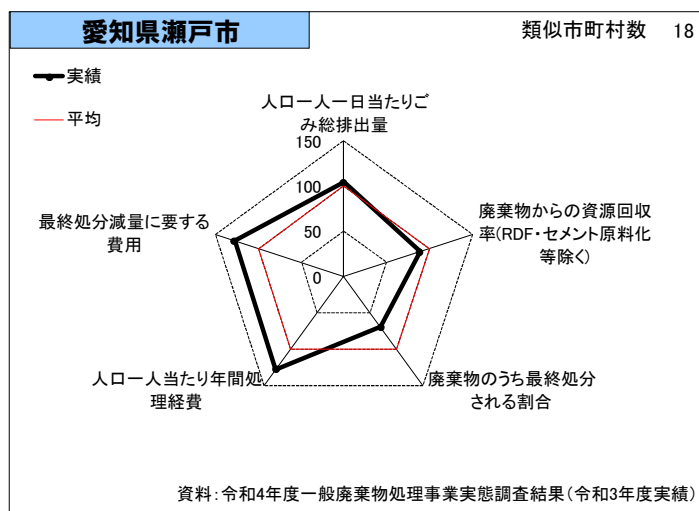 愛知県瀬戸市
類似市町村数 18
実績
平均
人口一人一日当たりご
み総排出量
150
100
50
0
廃棄物からの資源回収
率(RDF・セメント原料化
等除く)
最終処分減量に要する
費用
人口一人当たり年間処
理経費
廃棄物のうち最終処分
される割合
資料：令和4年度一般廃棄物処理事業実態調査結果（令和3年度実績）